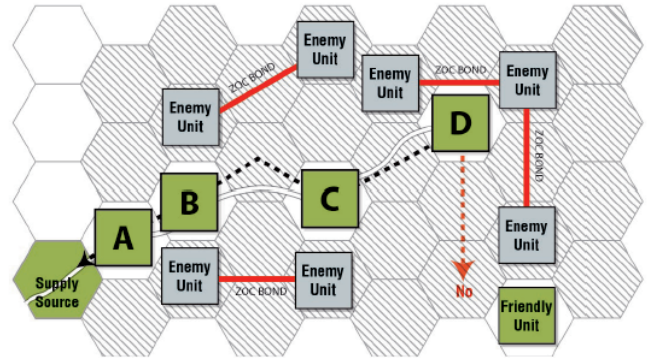 Enemy
Unit
ZOC BOND
Enemy
Unit
Enemy
Unit
ZOC BOND
Enemy
Unit
D
ZOC BOND
B
C
A
Enemy
Unit
Enemy
Unit
ZOC BOND
Enemy
Unit
Supply
Source
No
Friendly
Unit